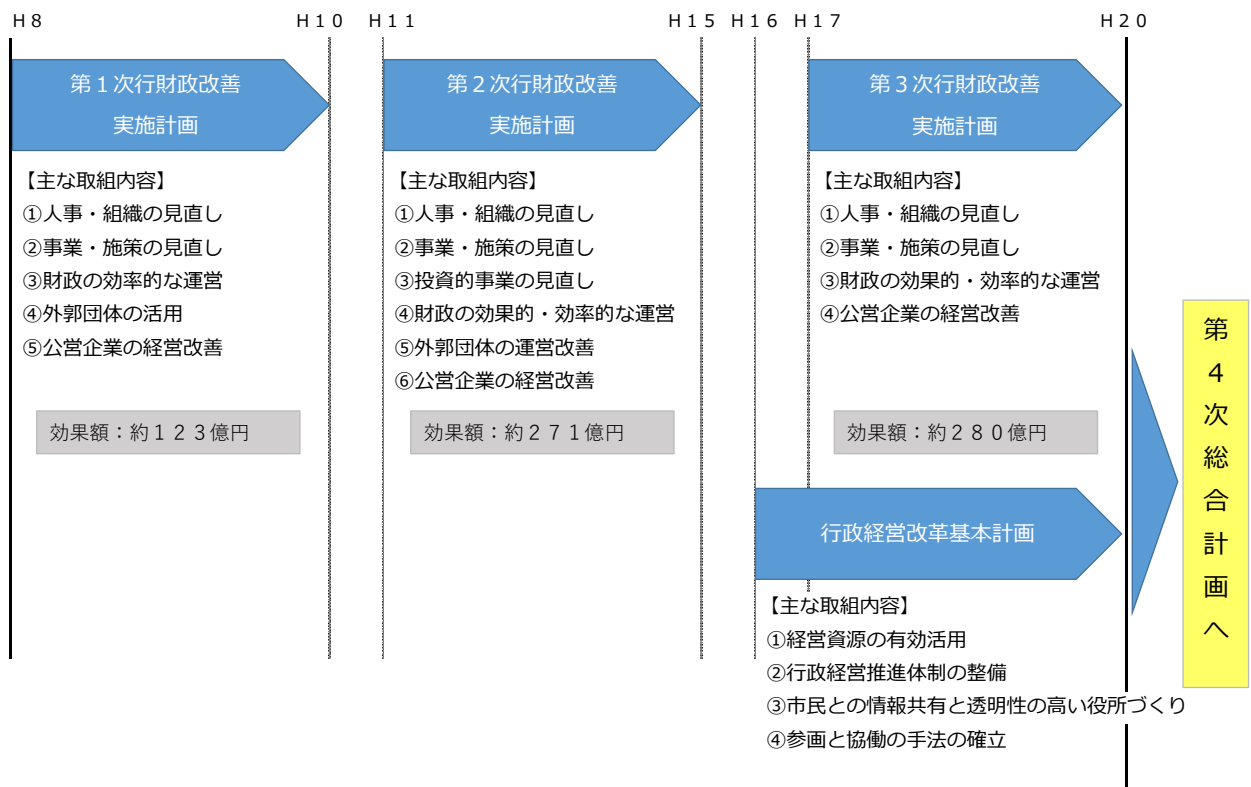 Ｈ８ Ｈ１０ Ｈ１１ Ｈ１５ Ｈ１６ Ｈ１７ Ｈ２０
第１次行財政改善
実施計画
【主な取組内容】
①人事・組織の見直し
②事業・施策の見直し
③財政の効率的な運営
④外郭団体の活用
⑤公営企業の経営改善
効果額：約１２３億円
第２次行財政改善
実施計画
【主な取組内容】
①人事・組織の見直し
②事業・施策の見直し
③投資的事業の見直し
④財政の効果的・効率的な運営
⑤外郭団体の運営改善
⑥公営企業の経営改善
効果額：約２７１億円
第３次行財政改善
実施計画
【主な取組内容】
①人事・組織の見直し
②事業・施策の見直し
③財政の効果的・効率的な運営
④公営企業の経営改善
効果額：約２８０億円
行政経営改革基本計画
【主な取組内容】
①経営資源の有効活用
②行政経営推進体制の整備
③市民との情報共有と透明性の高い役所づくり
④参画と協働の手法の確立
第４次総合計画へ